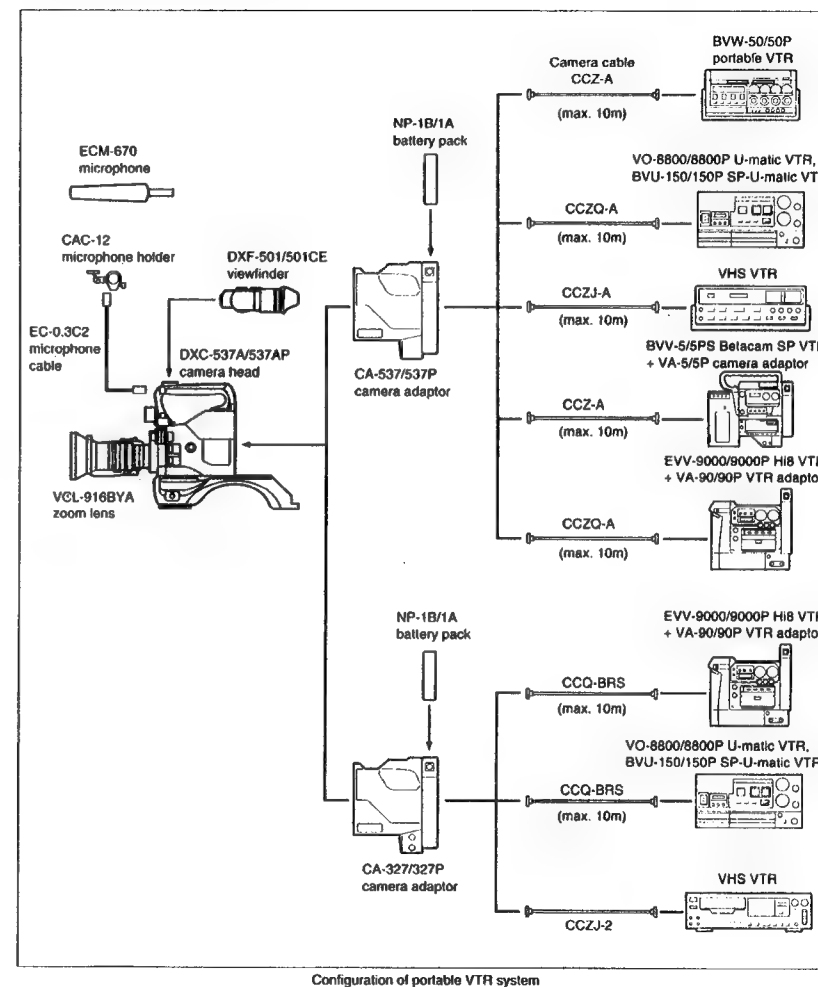 BVW-50/50P
portable VTR
Camera cable
CCZ-A
(max. 10m)
NP-1B/1A
battery pack
ECM-670
microphone
VO-8800/8800P U-matic VTR,
BVU-150/150P SP-U-matic VT
CCZQ-A
(max. 10m)
CAC-12
microphone holder
DXF-501/501CE
viewfinder
VHS VTR
CCZJ-A
(max. 10m)
EC-0.3C2
microphone
cable
DXC-537A/537AP
camera head
CA-537/537P
camera adaptor
BVV-5/5PS Betacam SP VT
+ VA-5/5P camera adaptor
CCZ-A
(max. 10m)
EVV-9000/9000P Hi8 VT
+ VA-90/90P VTR adapto
VCL-916BYA
zoom lens
CCZQ-A
(max. 10m)
NP-1B/1A
battery pack
EVV-9000/9000P Hi8 VT
+ VA-90/90P VTR adapto
CCQ-BRS
(max. 10m)
VO-8800/8800P U-matic VTR,
BVU-150/150P SP-U-matic VTR
CCQ-BRS
(max. 10m)
CA-327/327P
camera adaptor
VHS VTR
CCZJ-2
Configuration of portable VTR system